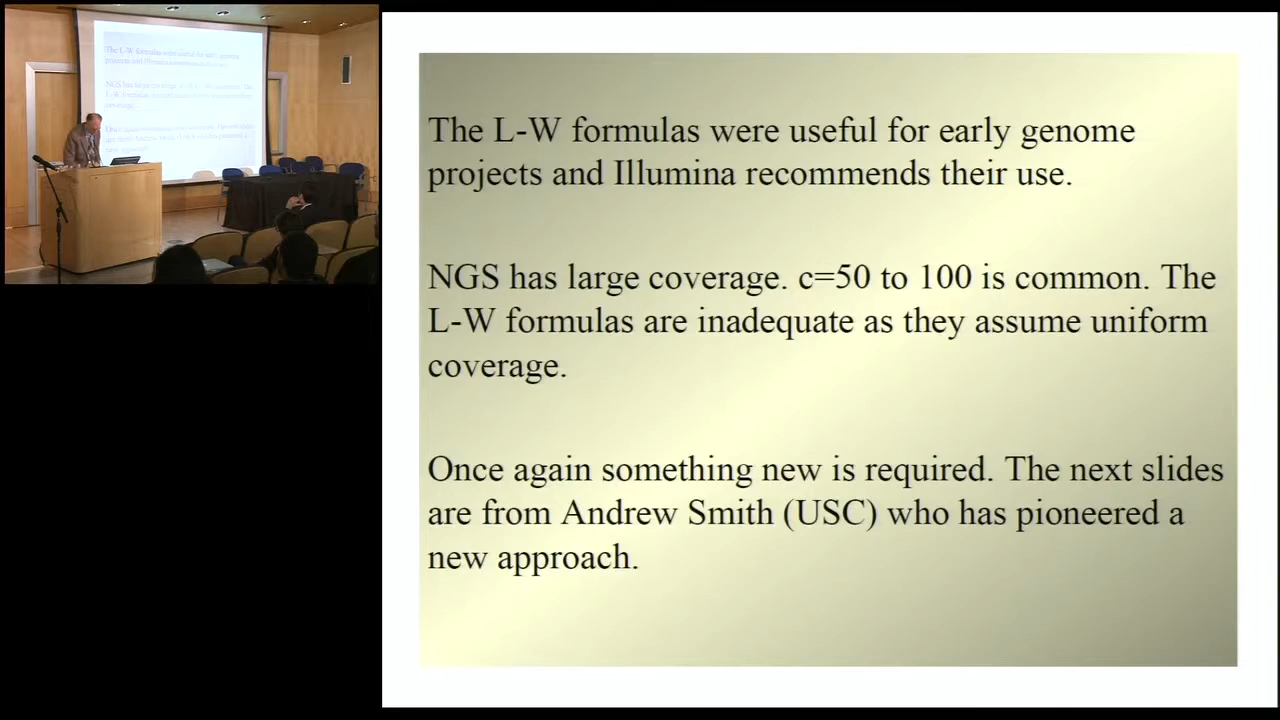 The L-W formulas were useful for early genome
projects and Illumina recommends their use.
NGS has large coverage. c=50 to 100 is common. The
L-W formulas are inadequate as they assume uniform
coverage.
Once again something new is required. The next slides
are from Andrew Smith (USC) who has pioneered a
new approach.